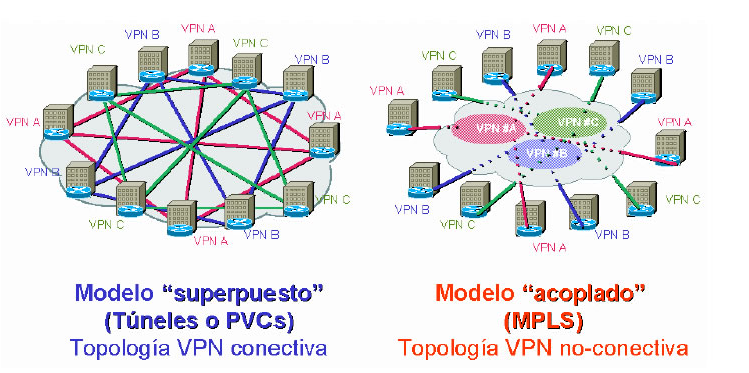 VPN A
VPN B
VPN C
VPN C
VPN B
VPN A
VPN A
VPN B
VPN C
VPN C
VPN A
VPN B
VPN A
VPN C
VPN B
VPN C
VPN B
VPN A
VPN A
VPN #A
VPN #C
VPN #B
VPN B
VPN C
VPN C
VPN B
VPN A
Modelo “superpuesto”
(Túneles o PVCs)
Topología VPN conectiva
Modelo “acoplado”
(MPLS)
Topología VPN no-conectiva